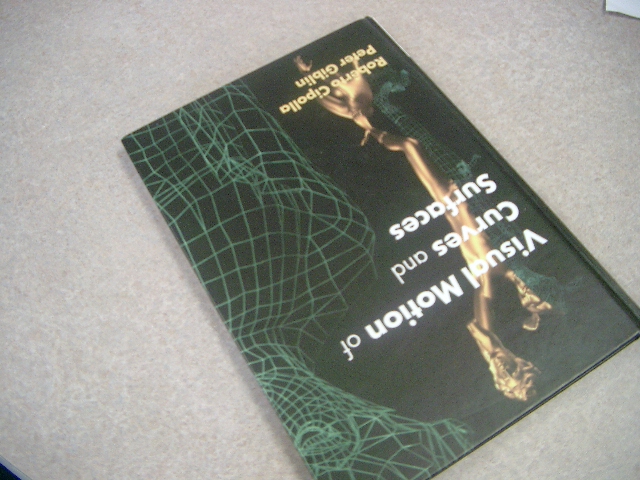 Visual Motion of
Curves and
Surfaces
Roberto Cipolla
Peter Giblin